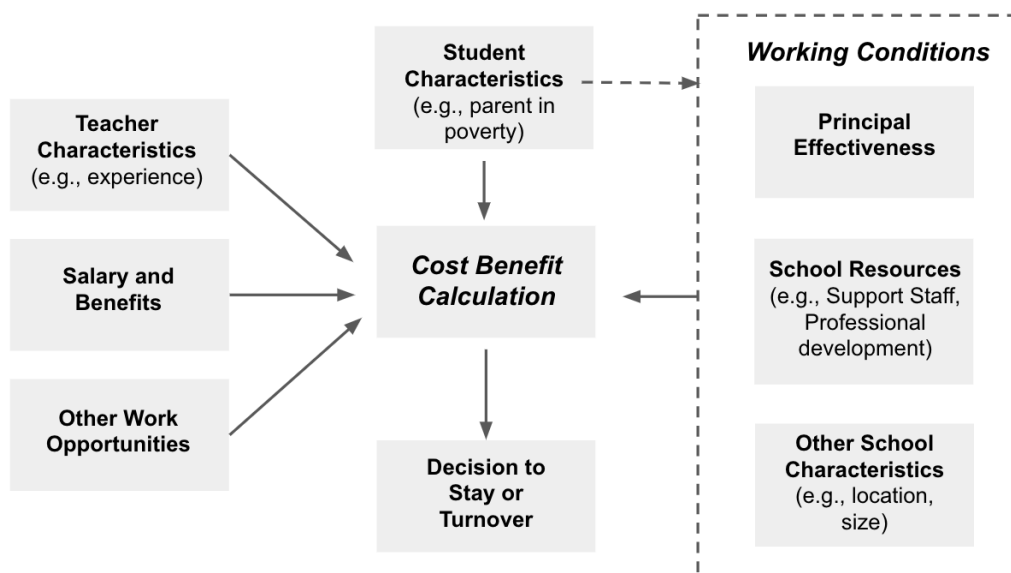 Student
Characteristics
(e.g., parent in
poverty)
Working Conditions
Teacher
Characteristics
(e.g., experience)
Principal
Effectiveness
Salary and
Benefits
Cost Benefit
Calculation
School Resources
(e.g., Support Staff,
Professional
development)
Other Work
Opportunities
Decision to
Stay or
Turnover
Other School
Characteristics
(e.g., location,
size)